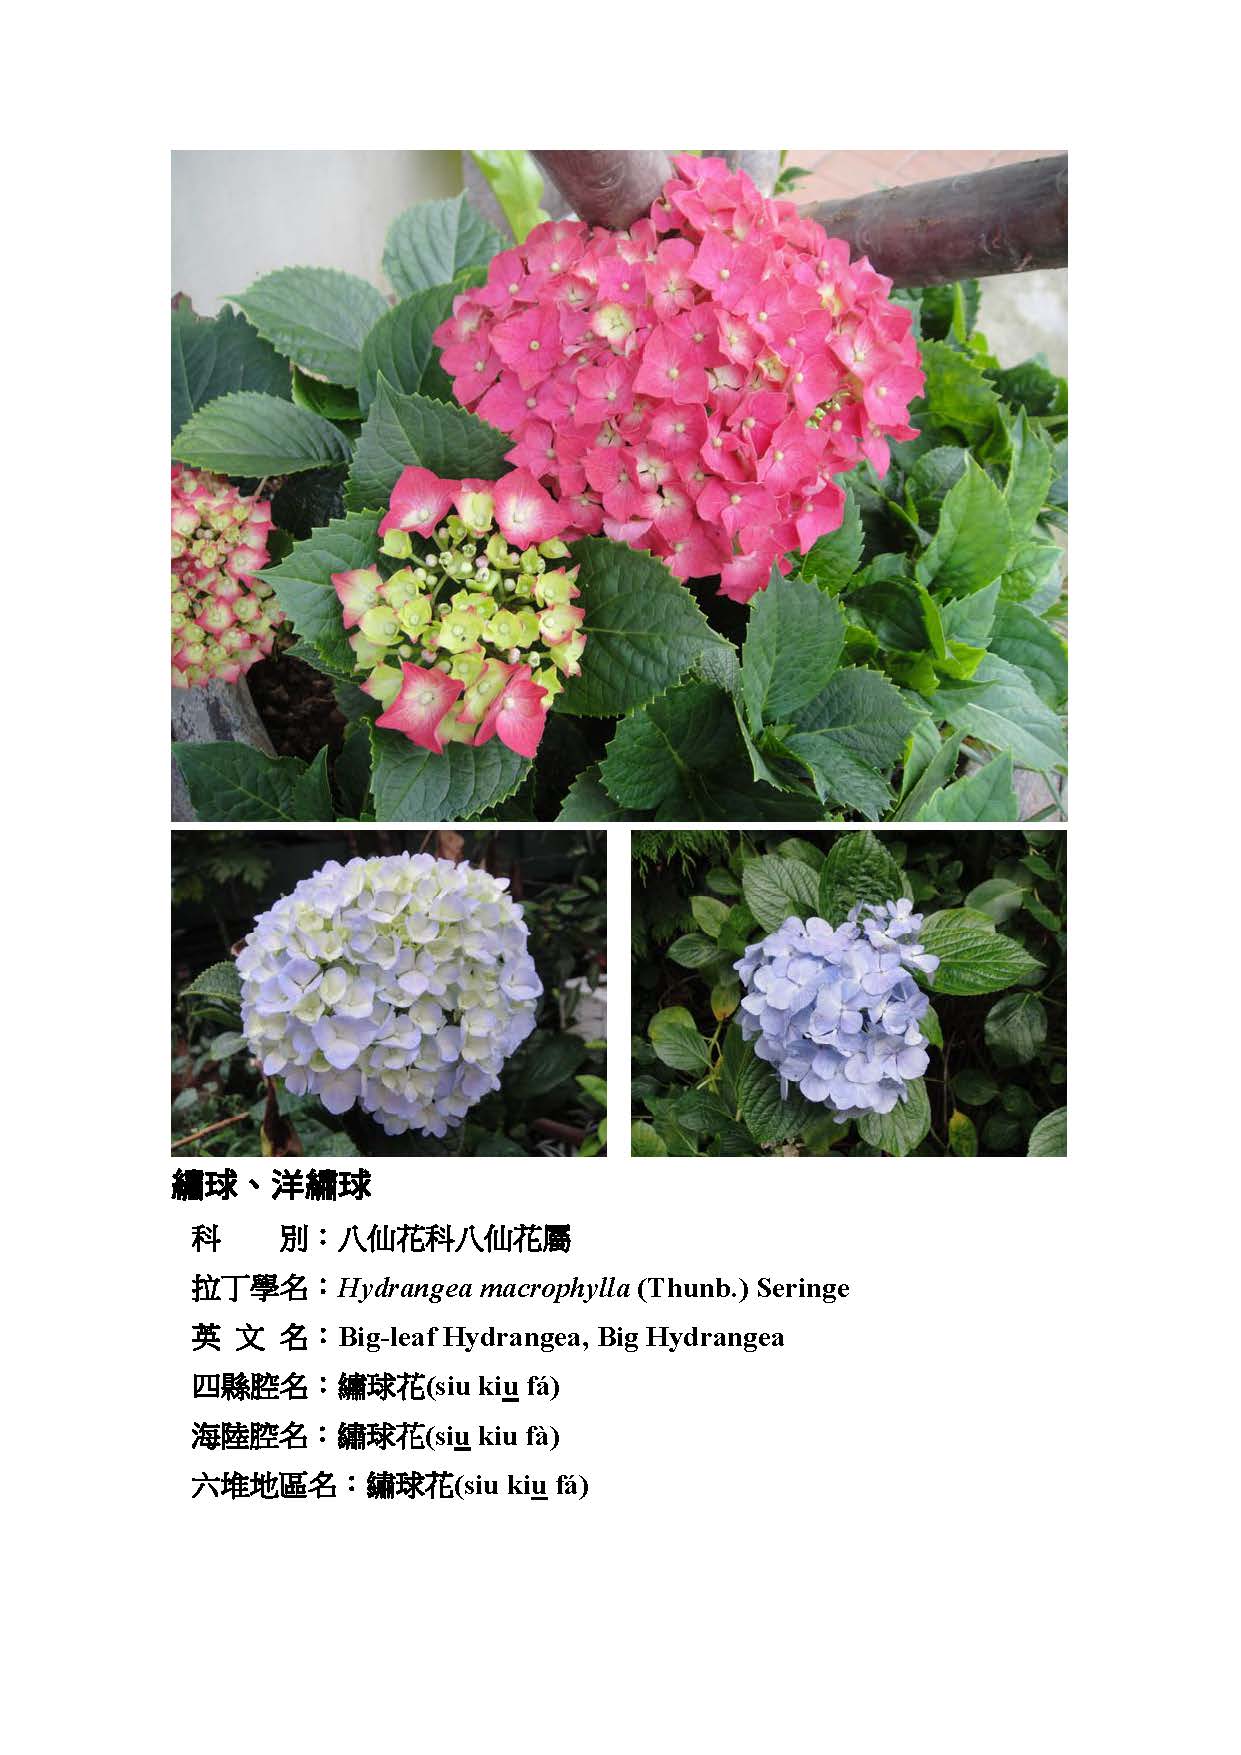 繡球、洋繡球
科　　別：八仙花科八仙花屬
拉丁學名：Hydrangea macrophylla (Thunb.) Seringe
英 文 名：Big-leaf Hydrangea, Big Hydrangea
四縣腔名：繡球花(siu kiu fá)
海陸腔名：繡球花(siu kiu fà)
六堆地區名：繡球花(siu kiu fá)